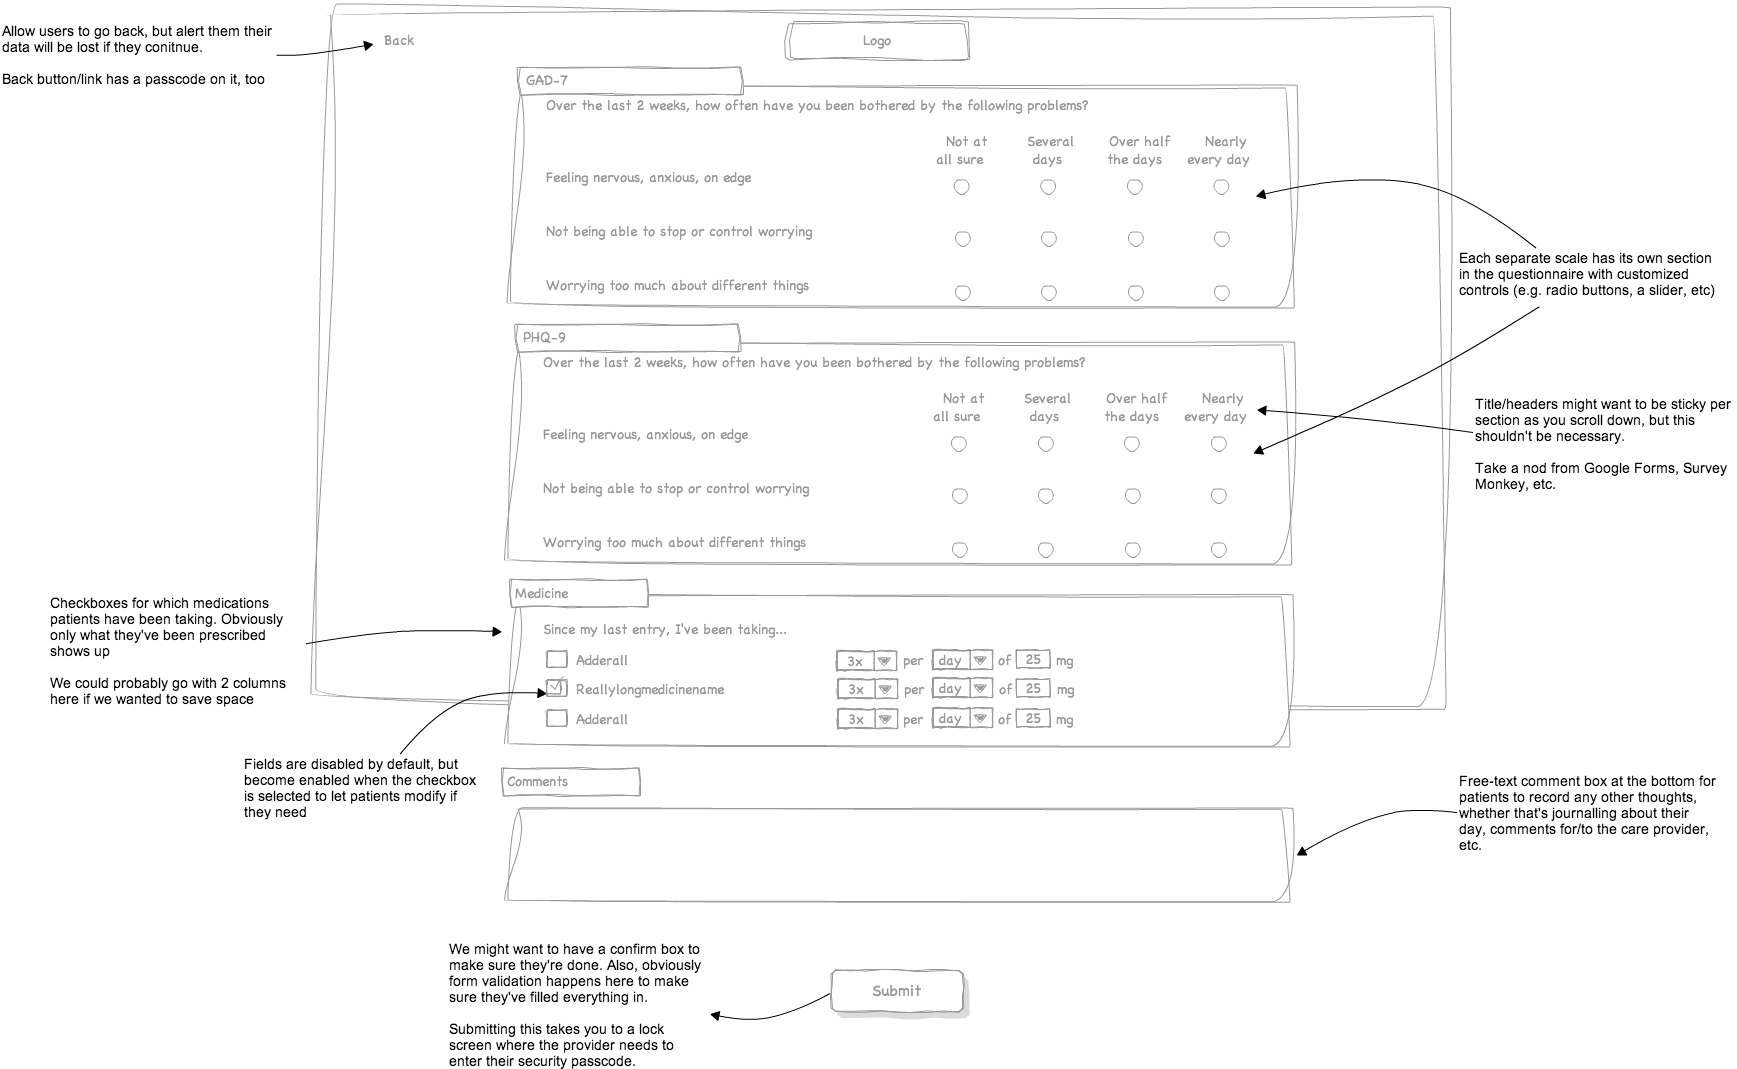 Allow users to go back, but alert them their
data will be lost if they conitnue.
Back button/link has a passcode on it, too
Back
Logo
GAD-7
Over the last 2 weeks, how often have you been bothered by the following problems?
Not at
all sure
Several
days
Over half
the days
Nearly
every day
Feeling nervous, anxious, on edge
Not being able to stop or control worrying
Worrying too much about different things
Each separate scale has its own section
in the questionnaire with customized
controls (e.g. radio buttons, a slider, etc)
PHQ-9
Over the last 2 weeks, how often have you been bothered by the following problems?
Not at
all sure
Several
days
Over half
the days
Nearly
every day
Feeling nervous, anxious, on edge
Not being able to stop or control worrying
Worrying too much about different things
Title/headers might want to be sticky per
section as you scroll down, but this
shouldn't be necessary.
Take a nod from Google Forms, Survey
Monkey, etc.
Checkboxes for which medications
patients have been taking. Obviously
only what they've been prescribed
shows up
We could probably go with 2 columns
here if we wanted to save space
Medicine
Since my last entry, I've been taking...
Adderall 3x per day of 25 mg
Reallylongmedicinename 3x per day of 25 mg
Adderall 3x per day of 25 mg
Fields are disabled by default, but
become enabled when the checkbox
is selected to let patients modify if
they need
Comments
Free-text comment box at the bottom for
patients to record any other thoughts,
whether that's journalling about their
day, comments for/to the care provider,
etc.
We might want to have a confirm box to
make sure they're done. Also, obviously
form validation happens here to make
sure they've filled everything in.
Submitting this takes you to a lock
screen where the provider needs to
enter their security passcode.
Submit